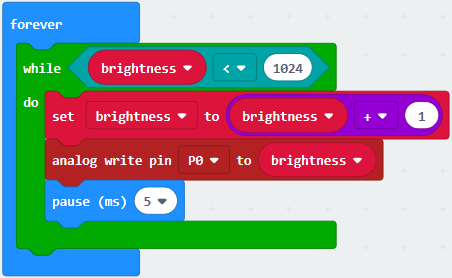 forever
while brightness < 1024
do
set brightness to brightness + 1
analog write pin P0 to brightness
pause (ms) 5